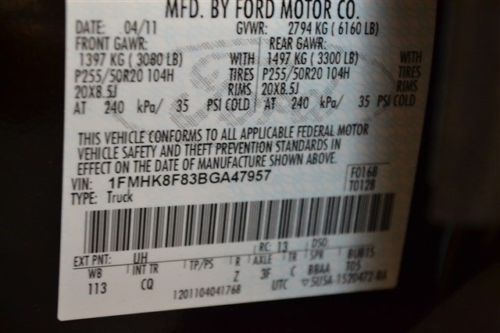 MFD. BY FORD MOTOR CO.
DATE: 04/11 GVWR: 2794 KG ( 6160 LB)
FRONT GAWR: REAR GAWR:
1397 KG ( 3080 LB) 1497 KG ( 3300 LB)
P255/50R20 104H WITH TIRES P255/50R20 104H WITH TIRES
20X8.5J RIMS 20X8.5J RIMS
AT 240 kPa/ 35 PSI COLD AT 240 kPa/ 35 PSI COLD
THIS VEHICLE CONFORMS TO ALL APPLICABLE FEDERAL MOTOR
VEHICLE SAFETY AND THEFT PREVENTION STANDARDS IN
EFFECT ON THE DATE OF MANUFACTURE SHOWN ABOVE.
VIN: 1FMHK8F83BGA47957 F0168
TYPE: Truck T0128
EXT PNT: UH RC: 13 DSO
WB INT TR TP/PS R AXLE TR SPR
113 CQ Z 3F C BBAA
1201104041768 UTC